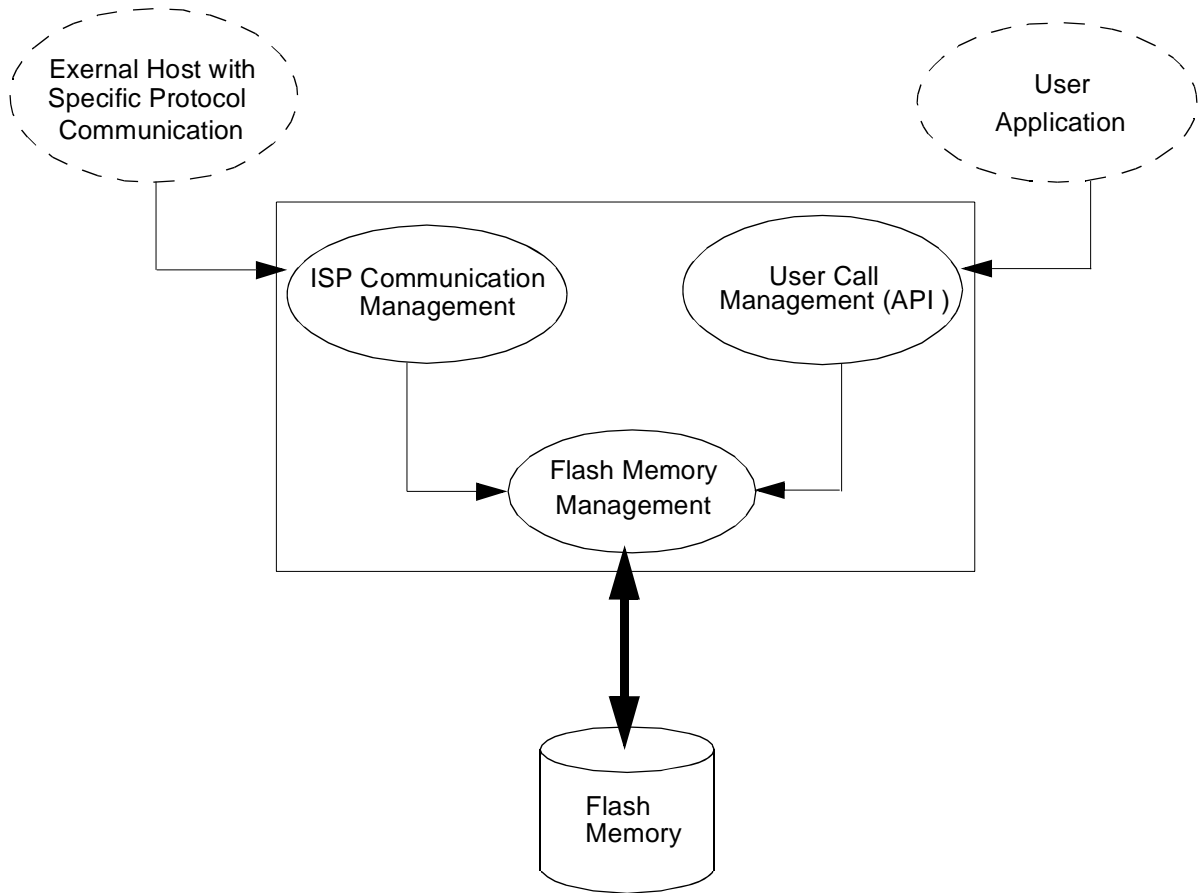 Exernal Host with
Specific Protocol
Communication
User
Application
ISP Communication
Management
User Call
Management (API )
Flash Memory
Management
Flash
Memory